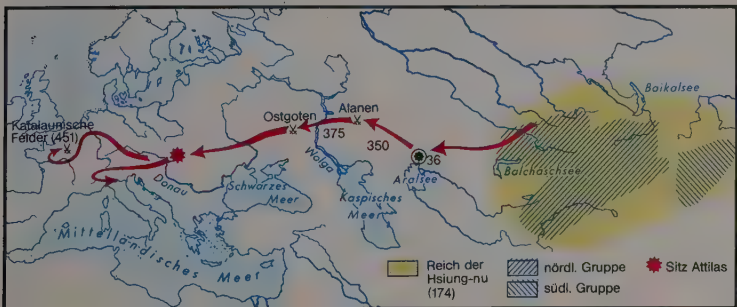 Baikalsee
Ostgoten
Alanen
Katalaunische
Felder (451)
375
350
36
Wolga
Donau
Schwarzes
Meer
Kaspisches
Meer
Aralsee
Balchaschsee
Mittelländisches Meer
Reich der
Hsiung-nu
(174)
nördl. Gruppe
südl. Gruppe
Sitz Attilas